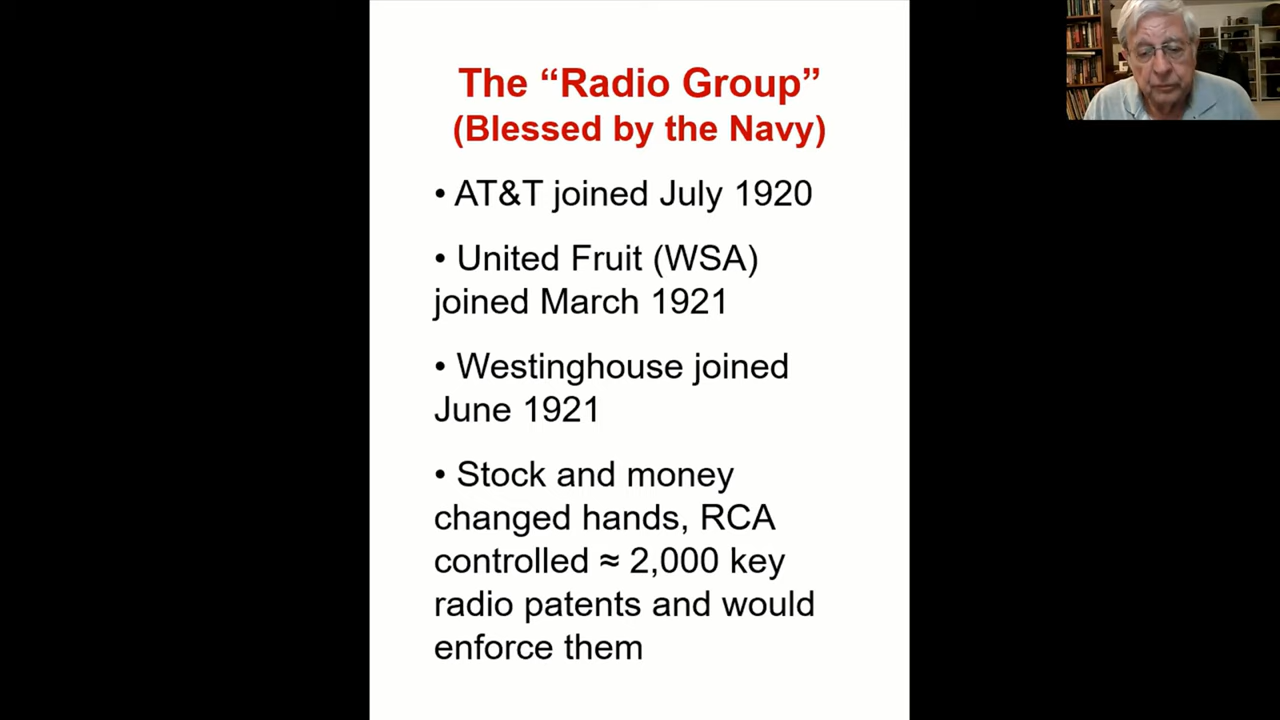 The “Radio Group”
(Blessed by the Navy)
• AT&T joined July 1920
• United Fruit (WSA)
joined March 1921
• Westinghouse joined
June 1921
• Stock and money
changed hands, RCA
controlled ≈ 2,000 key
radio patents and would
enforce them